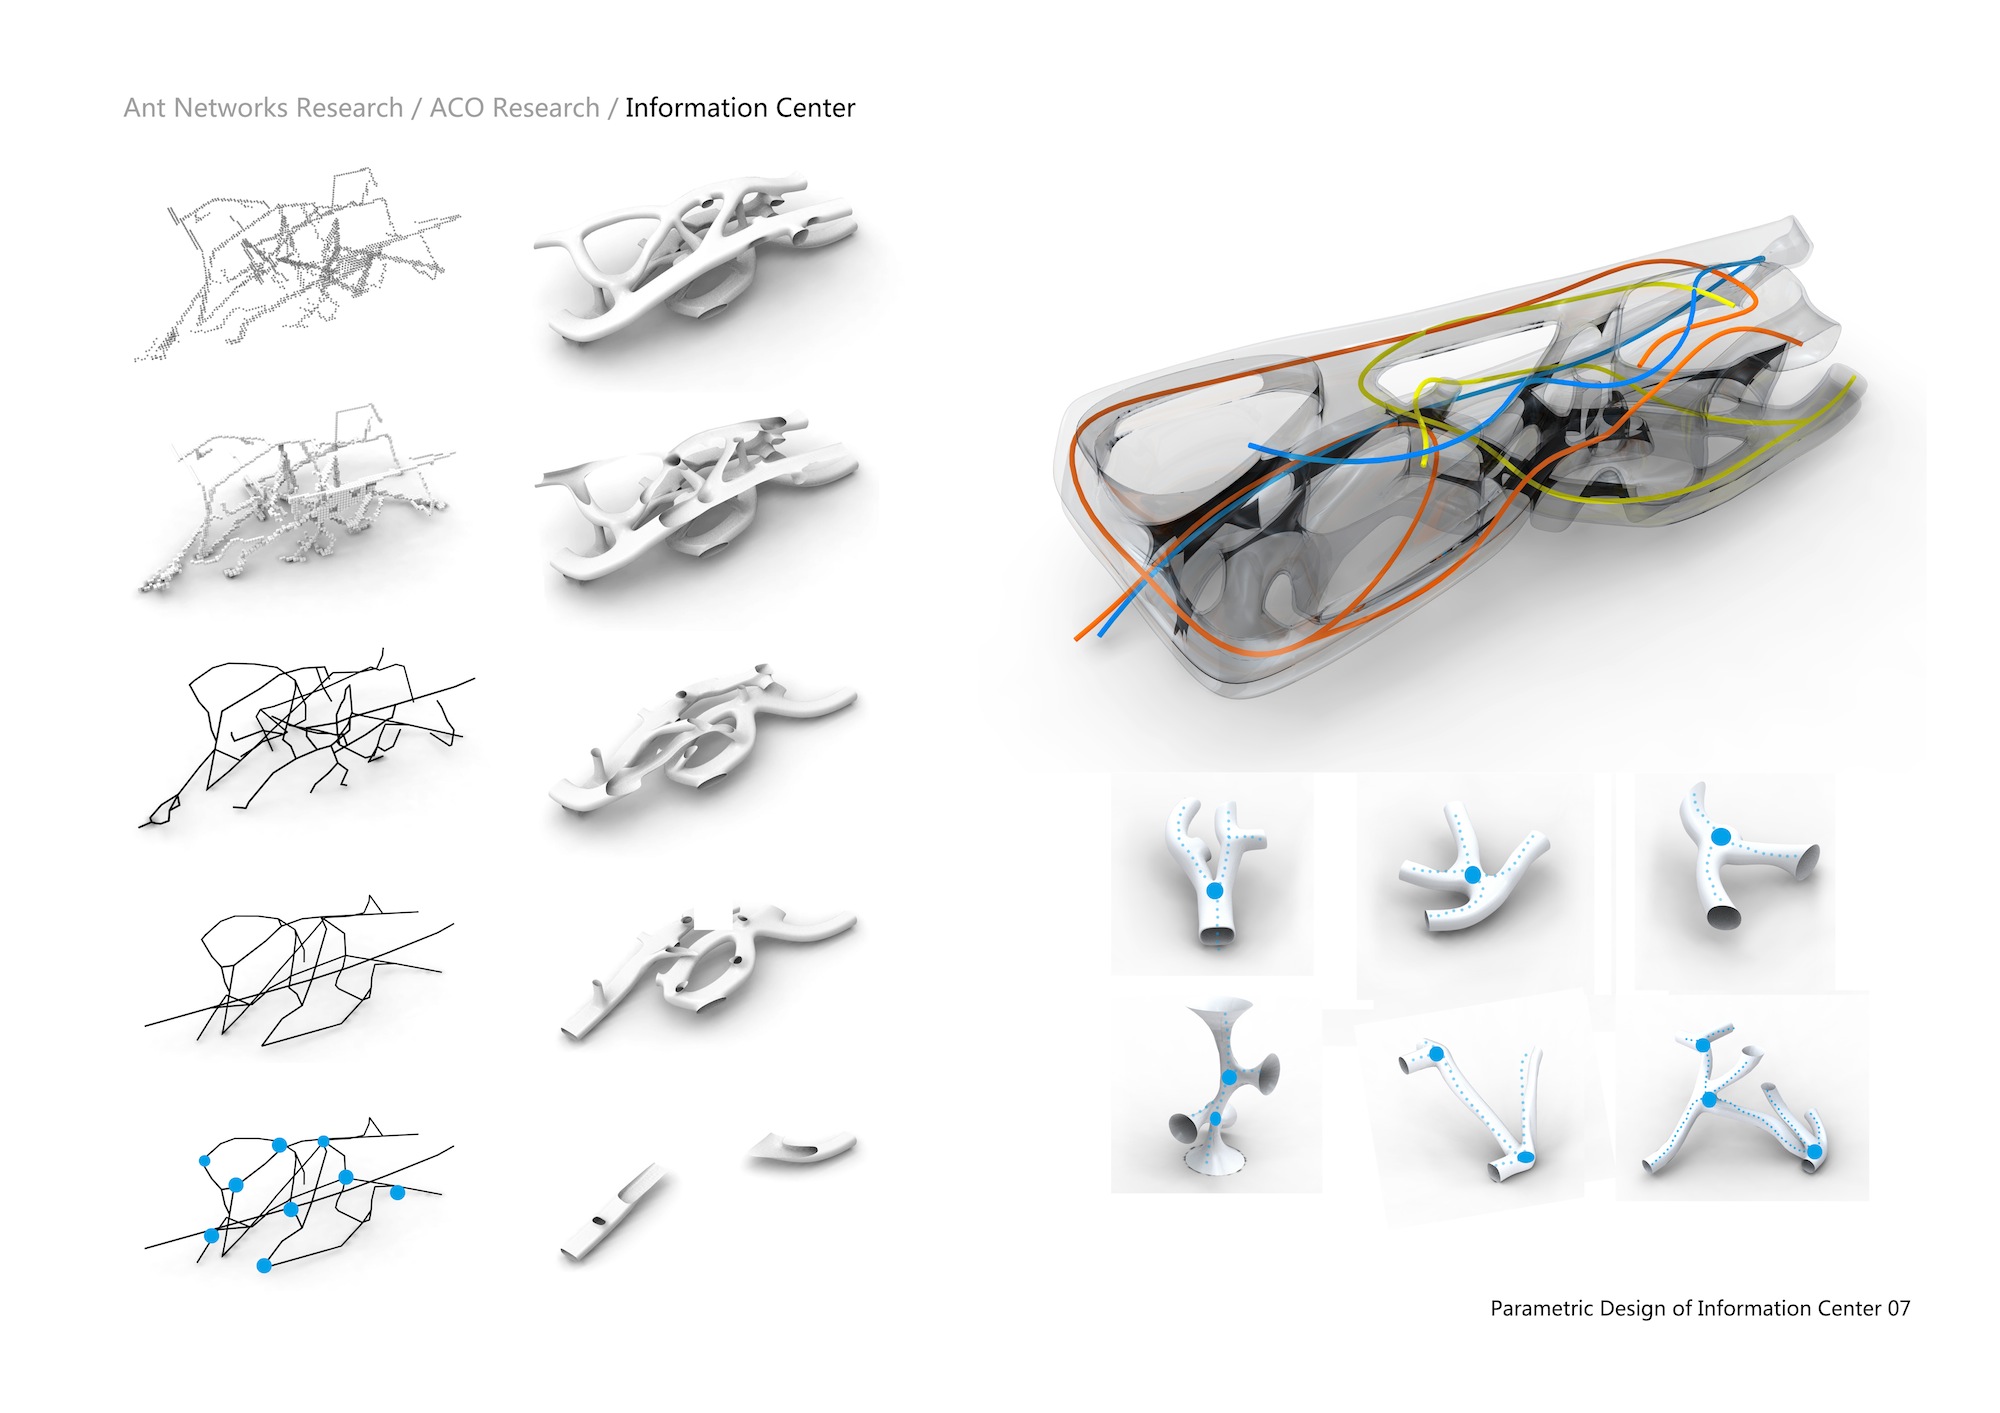 Ant Networks Research / ACO Research / Information Center
Parametric Design of Information Center 07